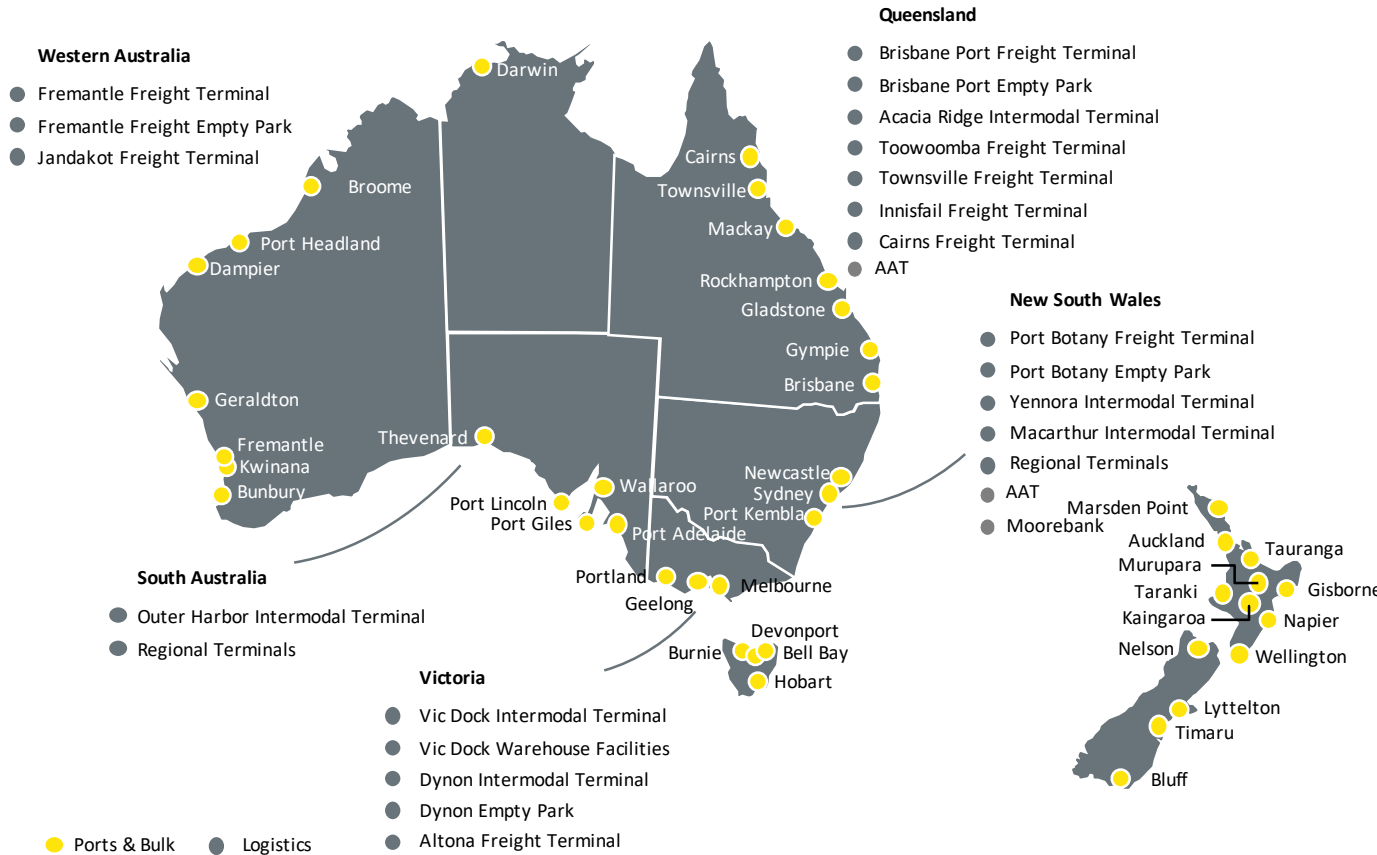 Queensland
Brisbane Port Freight Terminal
Brisbane Port Empty Park
Acacia Ridge Intermodal Terminal
Toowoomba Freight Terminal
Townsville Freight Terminal
Innisfail Freight Terminal
Cairns Freight Terminal
AAT
Western Australia
Fremantle Freight Terminal
Fremantle Freight Empty Park
Jandakot Freight Terminal
Darwin
Broome
Port Headland
Dampier
Geraldton
Fremantle
Kwinana
Bunbury
Cairns
Townsville
Mackay
Rockhampton
Gladstone
Gympie
Brisbane
Thevenard
Port Lincoln
Port Giles
Wallaroo
Port Adelaide
Newcastle
Sydney
Port Kembla
Portland
Geelong
Melbourne
Devonport
Burnie
Bell Bay
Hobart
New South Wales
Port Botany Freight Terminal
Port Botany Empty Park
Yennora Intermodal Terminal
Macarthur Intermodal Terminal
Regional Terminals
AAT
Moorebank
Marsden Point
Auckland
Tauranga
Murupara
Taranki
Gisborne
Kaingaroa
Napier
Nelson
Wellington
Lyttelton
Timaru
Bluff
South Australia
Outer Harbor Intermodal Terminal
Regional Terminals
Victoria
Vic Dock Intermodal Terminal
Vic Dock Warehouse Facilities
Dynon Intermodal Terminal
Dynon Empty Park
Altona Freight Terminal
Ports & Bulk
Logistics